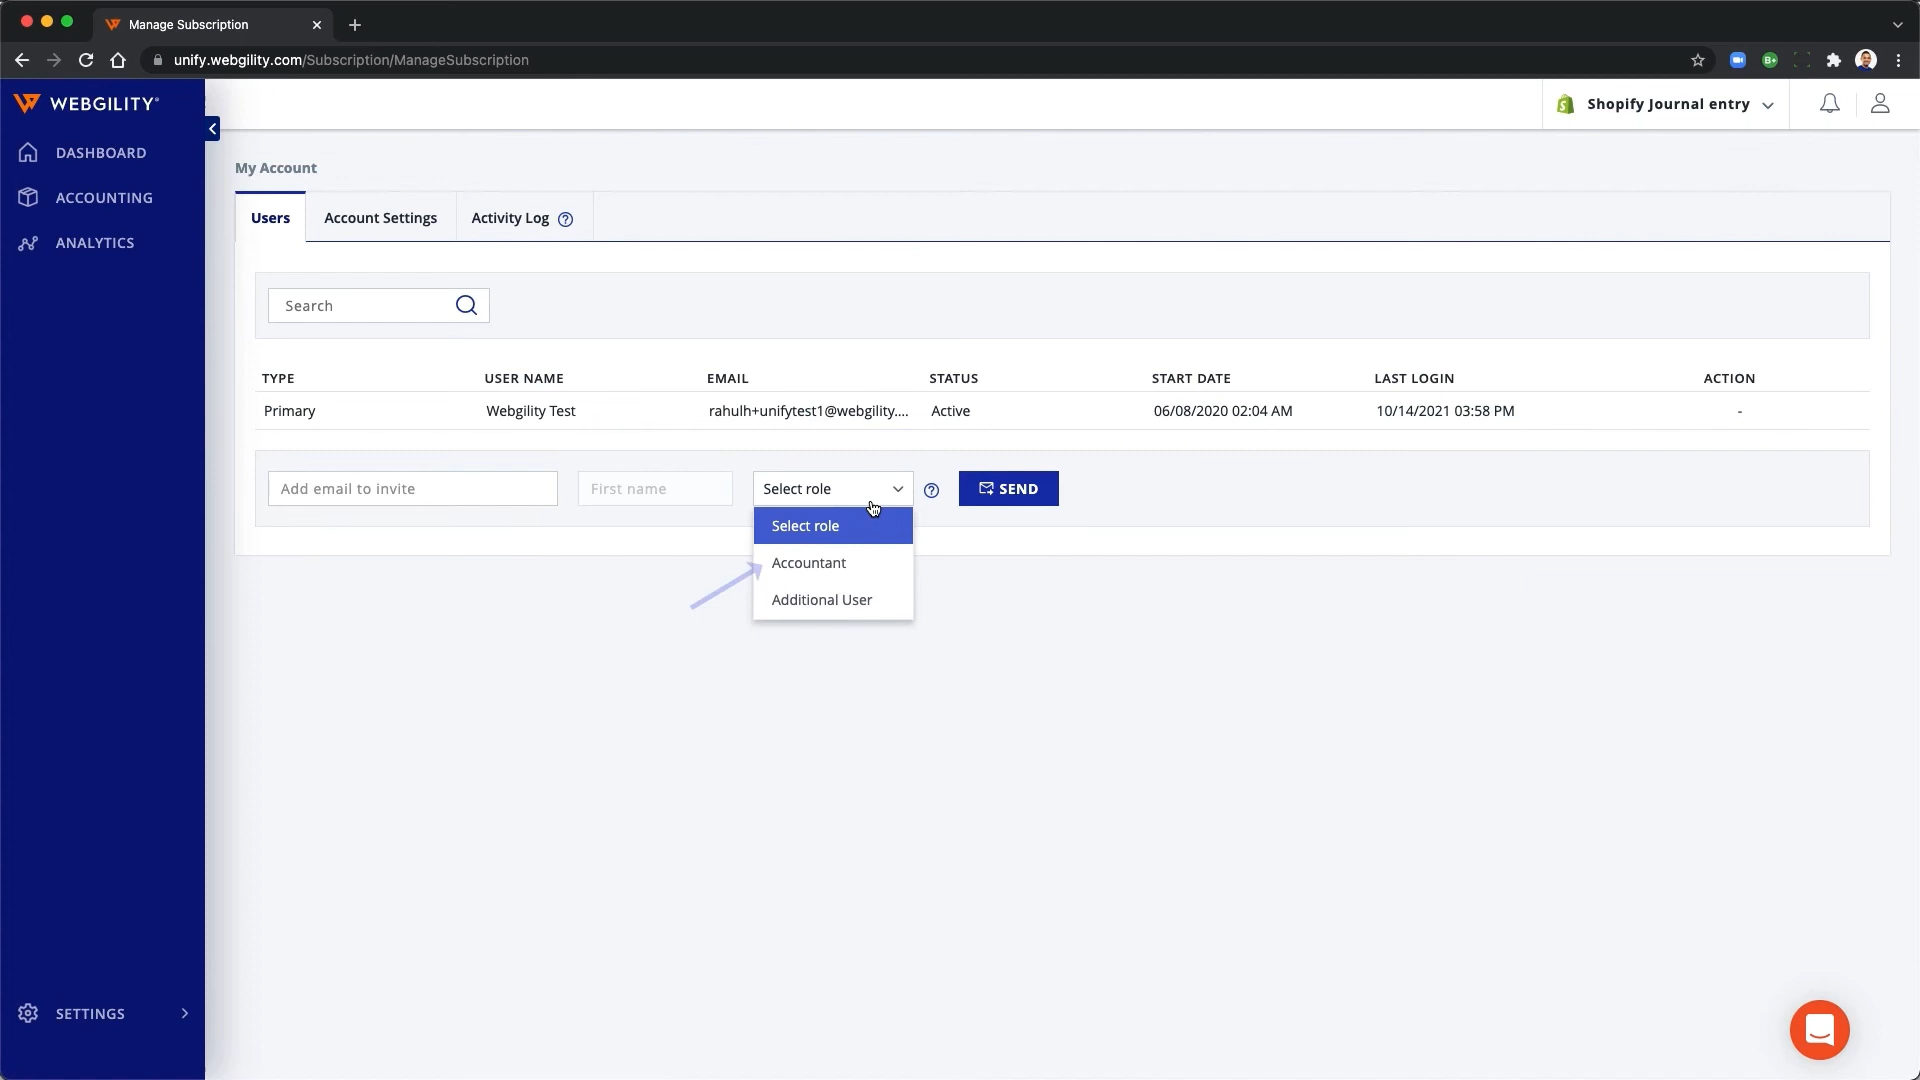 Manage Subscription
unify.webgility.com/Subscription/ManageSubscription
B+
WEBGILITY®
Shopify Journal entry
DASHBOARD
ACCOUNTING
ANALYTICS
My Account
Users Account Settings Activity Log ?
Search
TYPE USER NAME EMAIL STATUS START DATE LAST LOGIN ACTION
Primary Webgility Test rahulh+unifytest1@webgility.... Active 06/08/2020 02:04 AM 10/14/2021 03:58 PM -
Add email to invite First name Select role ? SEND
Select role
Accountant
Additional User
SETTINGS